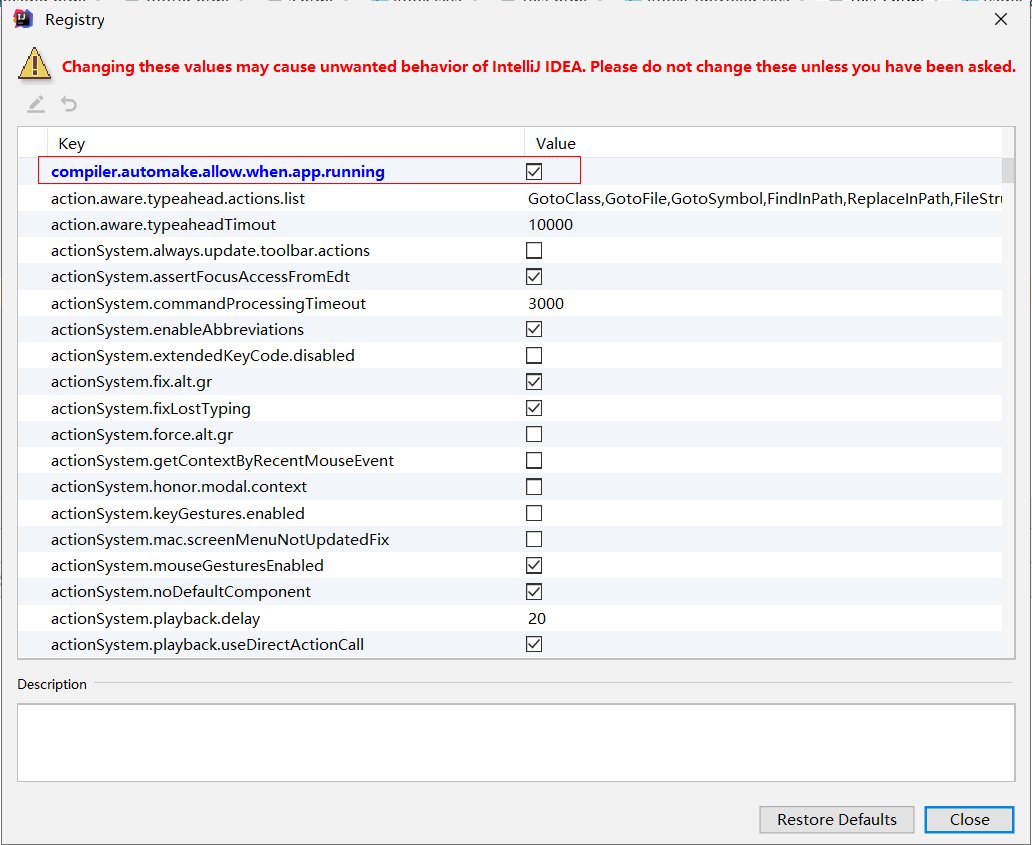 Registry
Changing these values may cause unwanted behavior of IntelliJ IDEA. Please do not change these unless you have been asked.
Key Value
compiler.automake.allow.when.app.running
action.aware.typeahead.actions.list GotoClass,GotoFile,GotoSymbol,FindInPath,ReplaceInPath,FileStru
action.aware.typeaheadTimout 10000
actionSystem.always.update.toolbar.actions
actionSystem.assertFocusAccessFromEdt
actionSystem.commandProcessingTimeout 3000
actionSystem.enableAbbreviations
actionSystem.extendedKeyCode.disabled
actionSystem.fix.alt.gr
actionSystem.fixLostTyping
actionSystem.force.alt.gr
actionSystem.getContextByRecentMouseEvent
actionSystem.honor.modal.context
actionSystem.keyGestures.enabled
actionSystem.mac.screenMenuNotUpdatedFix
actionSystem.mouseGesturesEnabled
actionSystem.noDefaultComponent
actionSystem.playback.delay 20
actionSystem.playback.useDirectActionCall
Description
Restore Defaults Close